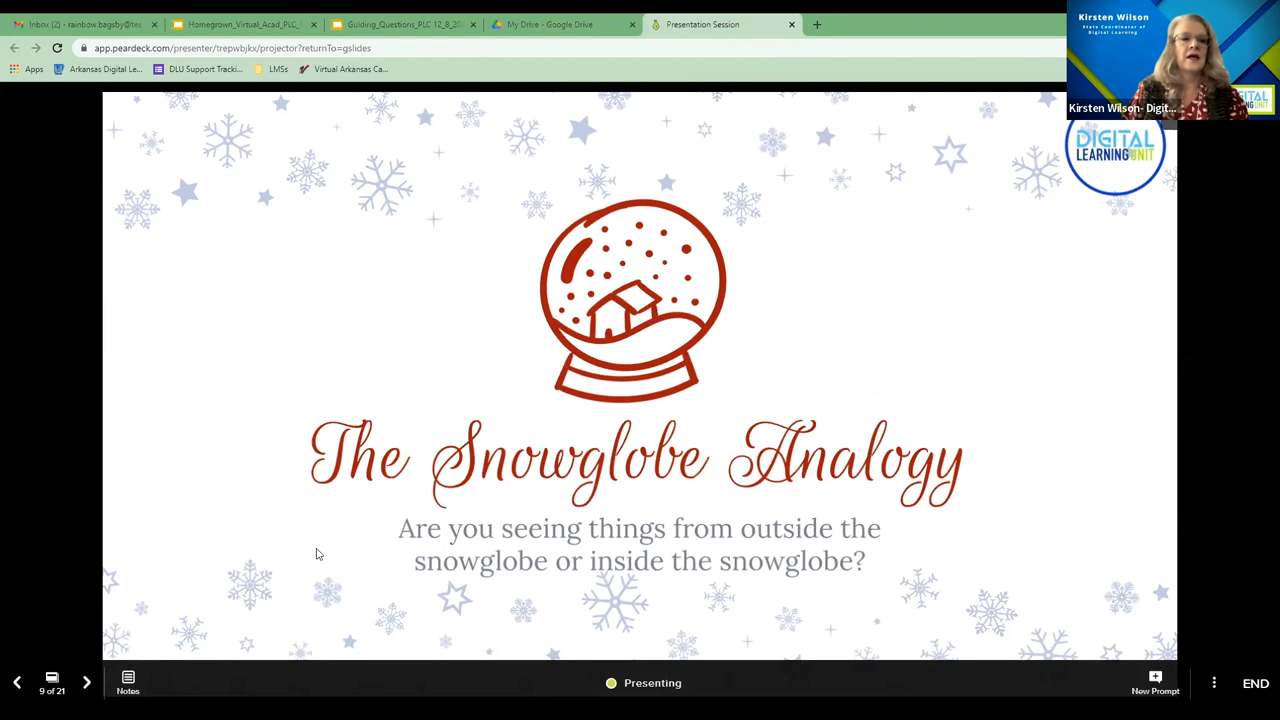 Inbox (2) - rainbow.bagsby@te
Homegrown_Virtual_Acad_PLC_
Guiding_Questions_PLC 12_8_20
My Drive - Google Drive
Presentation Session
app.peardeck.com/presenter/trepwbjkx/projector?returnTo=gslides
Apps
Arkansas Digital Le...
DLU Support Tracki...
LMSs
Virtual Arkansas Ca...
Kirsten Wilson
State Coordinator of
Digital Learning
Kirsten Wilson- Digit...
DIGITAL
LEARNING UNIT
The Snowglobe Analogy
Are you seeing things from outside the
snowglobe or inside the snowglobe?
9 of 21
Notes
Presenting
New Prompt
END